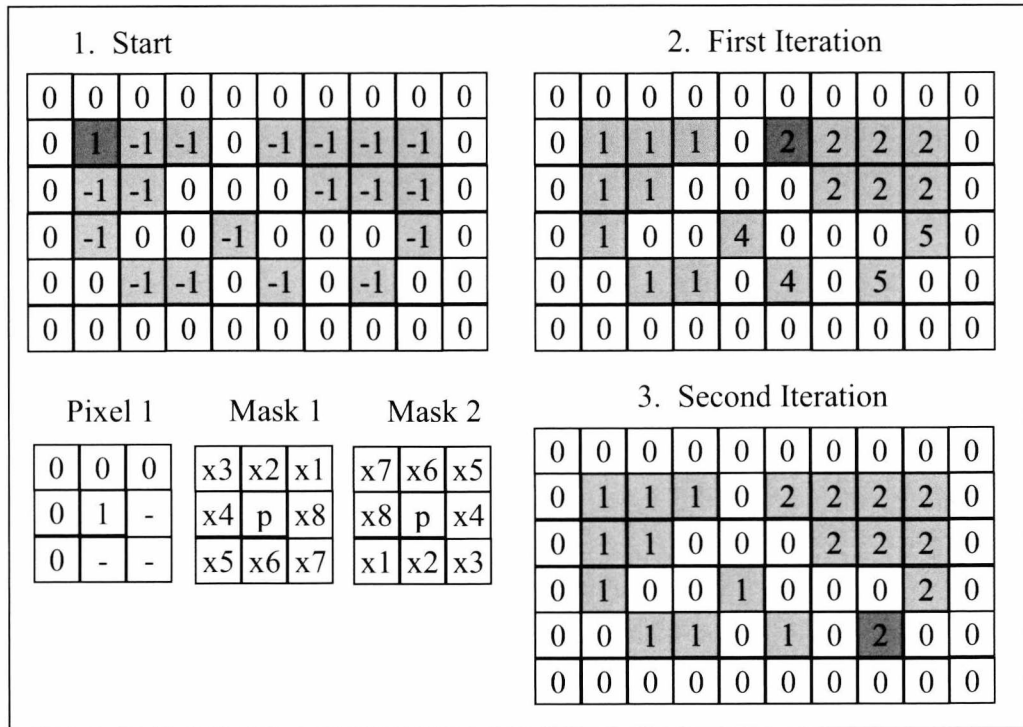 1. Start
0 0 0 0 0 0 0 0 0 0
0 1 -1 -1 0 -1 -1 -1 -1 0
0 -1 -1 0 0 0 -1 -1 -1 0
0 -1 0 0 -1 0 0 0 -1 0
0 0 -1 -1 0 -1 0 -1 0 0
0 0 0 0 0 0 0 0 0 0
2. First Iteration
0 0 0 0 0 0 0 0 0 0
0 1 1 1 0 2 2 2 2 0
0 1 1 0 0 0 2 2 2 0
0 1 0 0 4 0 0 0 5 0
0 0 1 1 0 4 0 5 0 0
0 0 0 0 0 0 0 0 0 0
Pixel 1
0 0 0
0 1 -
0 - -
Mask 1
x3 x2 x1
x4 p x8
x5 x6 x7
Mask 2
x7 x6 x5
x8 p x4
x1 x2 x3
3. Second Iteration
0 0 0 0 0 0 0 0 0 0
0 1 1 1 0 2 2 2 2 0
0 1 1 0 0 0 2 2 2 0
0 1 0 0 1 0 0 0 2 0
0 0 1 1 0 1 0 2 0 0
0 0 0 0 0 0 0 0 0 0